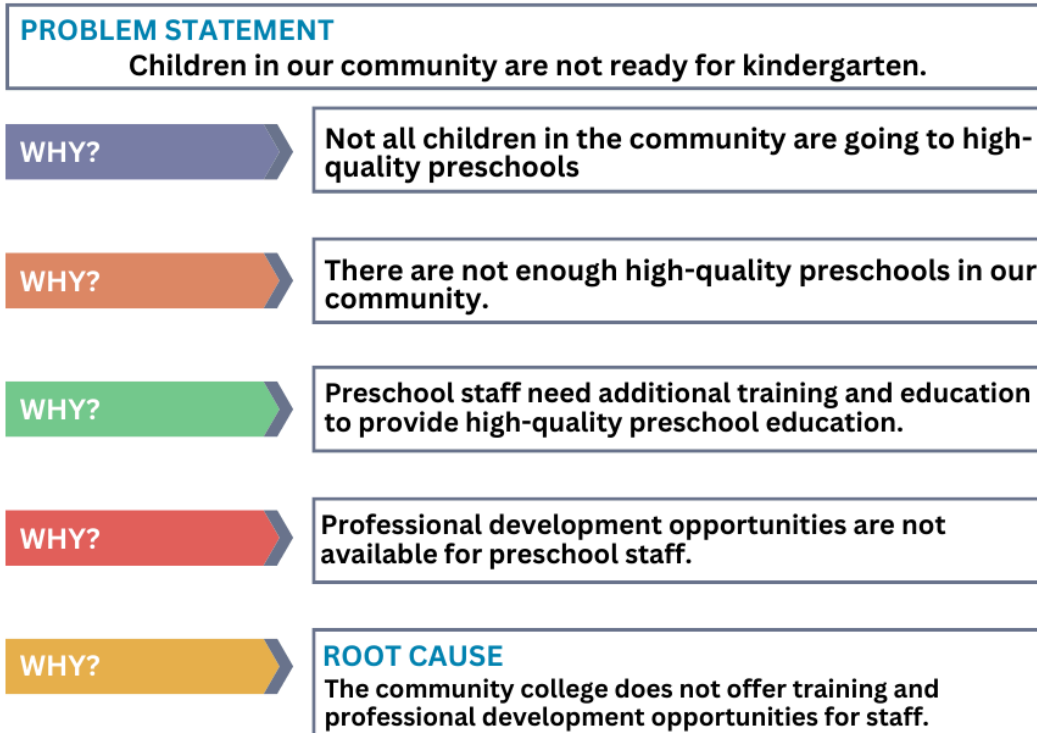 PROBLEM STATEMENT
Children in our community are not ready for kindergarten.
WHY?
Not all children in the community are going to high-
quality preschools
WHY?
There are not enough high-quality preschools in our
community.
WHY?
Preschool staff need additional training and education
to provide high-quality preschool education.
WHY?
Professional development opportunities are not
available for preschool staff.
WHY?
ROOT CAUSE
The community college does not offer training and
professional development opportunities for staff.